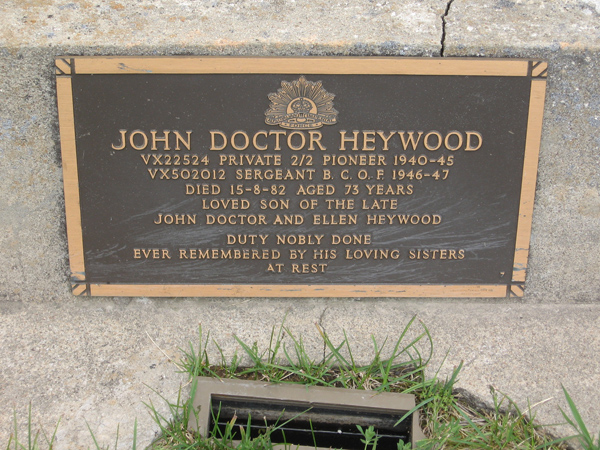 JOHN DOCTOR HEYWOOD
VX22524 PRIVATE 2/2 PIONEER 1940-45
VX502012 SERGEANT B. C. O. F. 1946-47
DIED 15-8-82 AGED 73 YEARS
LOVED SON OF THE LATE
JOHN DOCTOR AND ELLEN HEYWOOD
DUTY NOBLY DONE
EVER REMEMBERED BY HIS LOVING SISTERS
AT REST